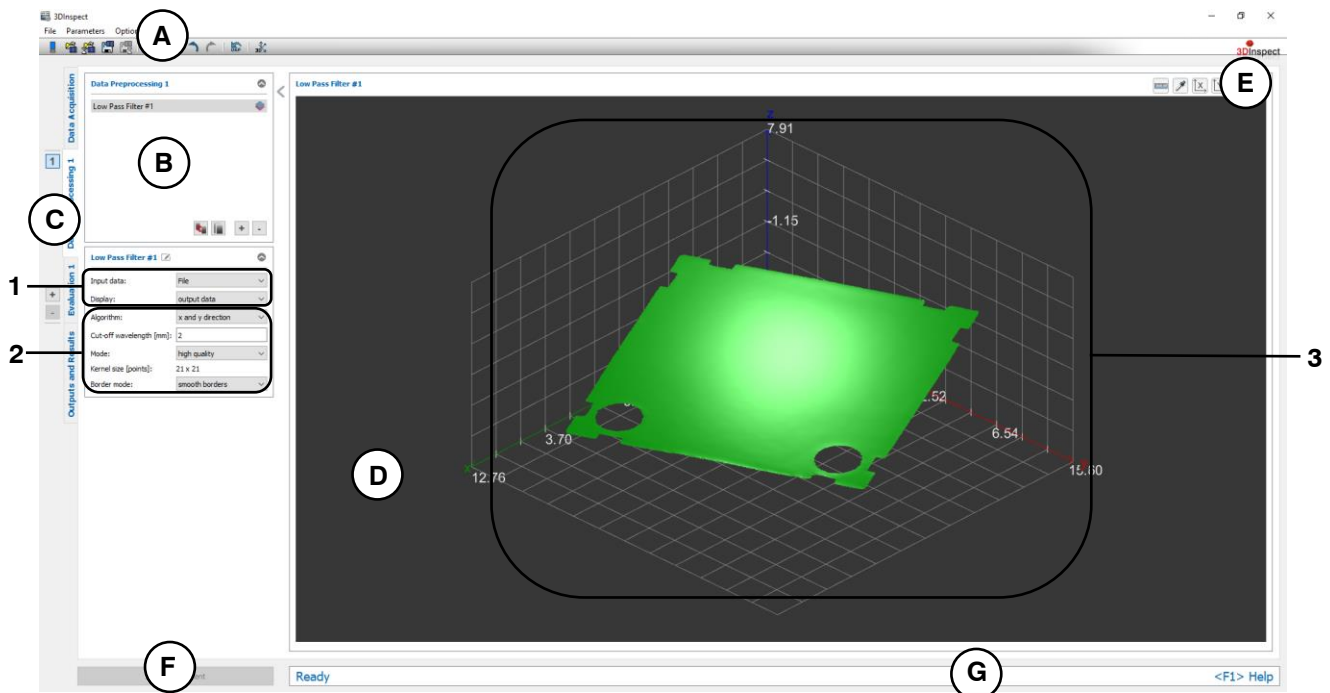 3DInspect
File Parameters
A
3DInspect
Data Acquisition
Data Preprocessing 1
Low Pass Filter #1
E
Low Pass Filter #1
B
1
C
Low Pass Filter #1
1
Input data: File
Display: output data
Evaluation 1
+
-
2
Algorithm: x and y direction
Cut-off wavelength [mm]: 2
Mode: high quality
Kernel size [points]: 21 x 21
Border mode: smooth borders
Outputs and Results
+ -
z
7.91
-1.15
3
3.70
12.76
6.54
15.60
D
F
Ready
G
<F1> Help